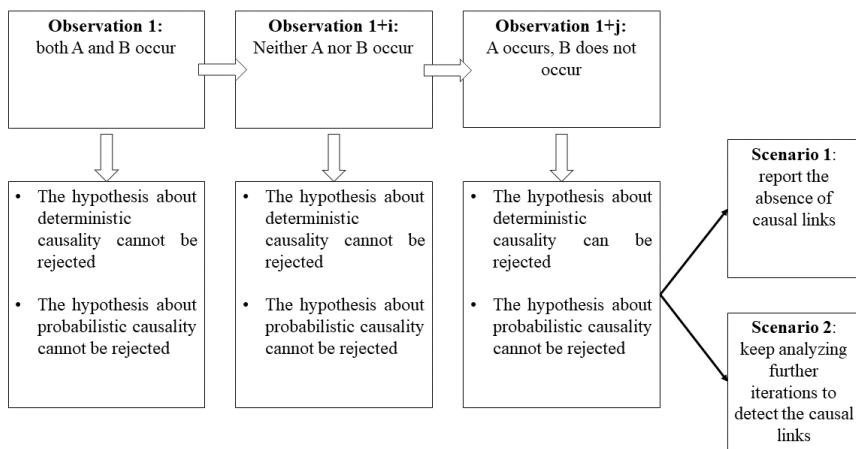 Observation 1:
both A and B occur
Observation 1+i:
Neither A nor B occur
Observation 1+j:
A occurs, B does not
occur
• The hypothesis about
deterministic
causality cannot be
rejected
• The hypothesis about
probabilistic causality
cannot be rejected
• The hypothesis about
deterministic
causality cannot be
rejected
• The hypothesis about
probabilistic causality
cannot be rejected
• The hypothesis about
deterministic
causality can be
rejected
• The hypothesis about
probabilistic causality
cannot be rejected
Scenario 1:
report the
absence of
causal links
Scenario 2:
keep analyzing
further
iterations to
detect the causal
links